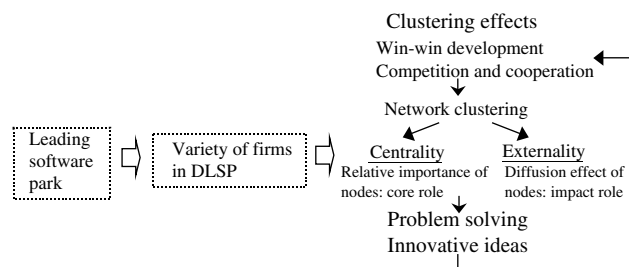 Clustering effects
Win-win development
Competition and cooperation
Network clustering
Leading
software
park
Variety of firms
in DLSP
Centrality
Relative importance of
nodes: core role
Externality
Diffusion effect of
nodes: impact role
Problem solving
Innovative ideas